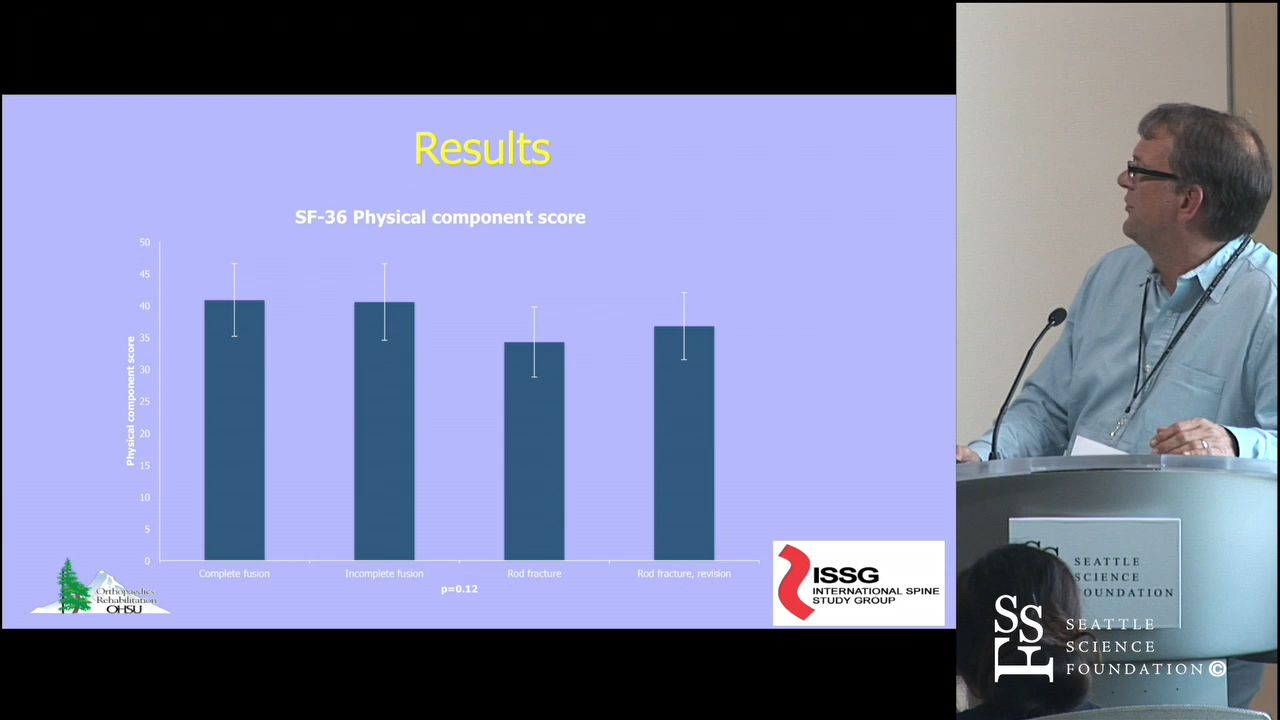 Results
SF-36 Physical component score
50
45
40
35
30
25
20
15
10
5
0
Physical component score
Complete fusion
Incomplete fusion
Rod fracture
Rod fracture, revision
p=0.12
Orthopaedics
Rehabilitation
OHSU
ISSG
INTERNATIONAL SPINE
STUDY GROUP
SEATTLE
SCIENCE
FOUNDATION
SSF
SEATTLE
SCIENCE
FOUNDATION©